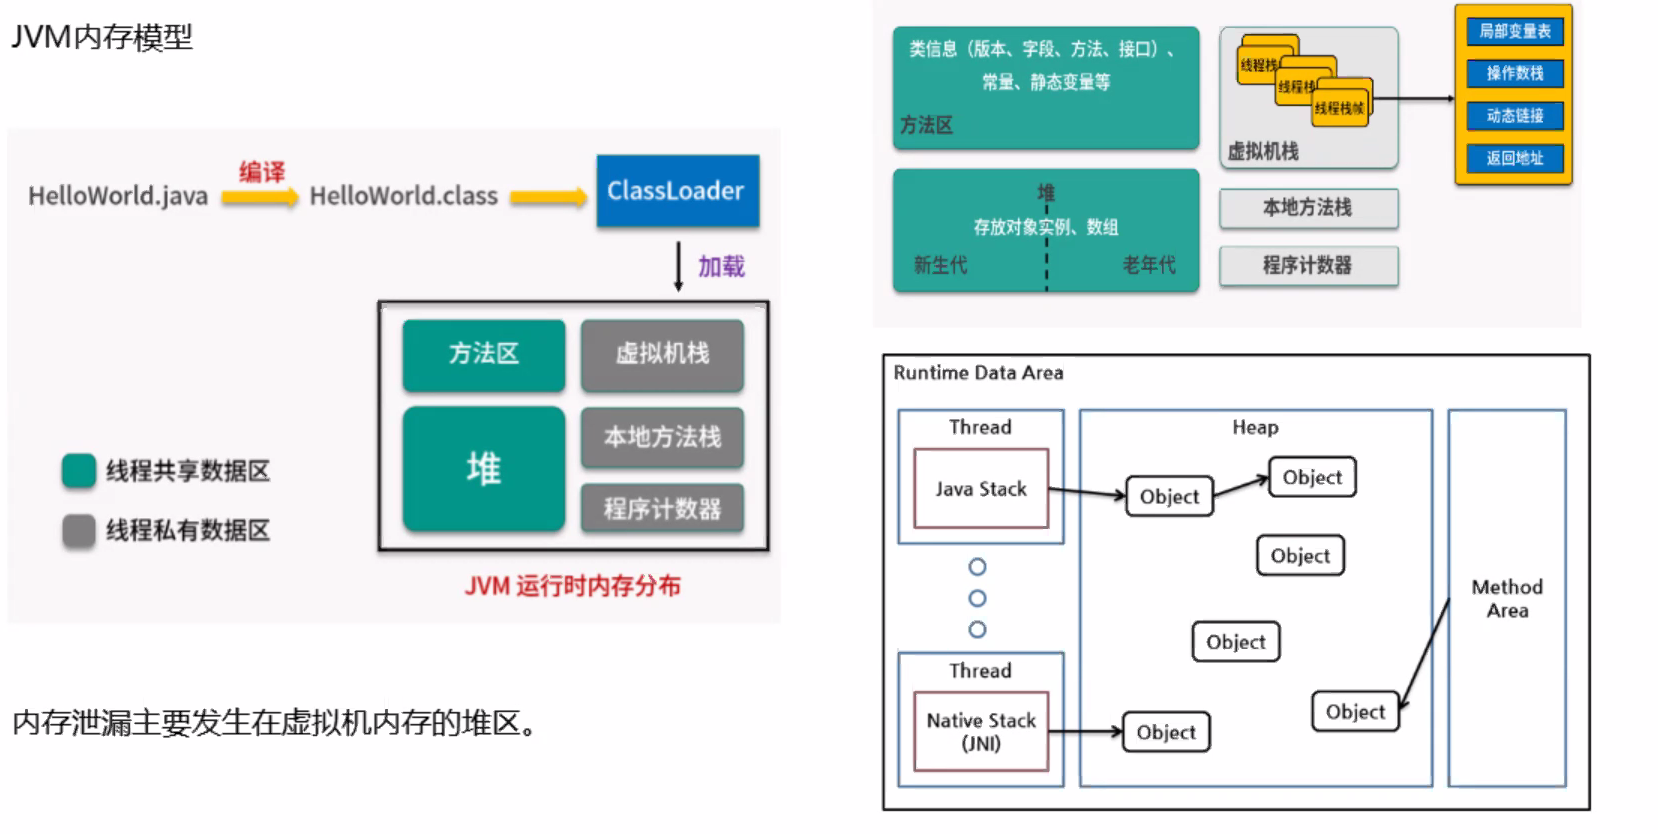 JVM内存模型
编译
HelloWorld.java
HelloWorld.class
ClassLoader
加载
方法区
虚拟机栈
堆
本地方法栈
程序计数器
线程共享数据区
线程私有数据区
JVM 运行时内存分布
内存泄漏主要发生在虚拟机内存的堆区。
类信息（版本、字段、方法、接口）、
常量、静态变量等
方法区
线程栈
线程栈
线程栈帧
虚拟机栈
局部变量表
操作数栈
动态链接
返回地址
堆
存放对象实例、数组
新生代
老年代
本地方法栈
程序计数器
Runtime Data Area
Thread
Java Stack
Heap
Object
Object
Object
Object
Object
Object
Method
Area
Thread
Native Stack
(JNI)